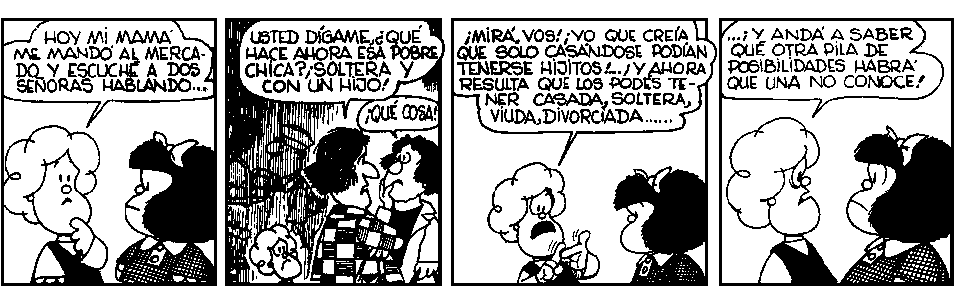 HOY MI MAMÁ
ME MANDÓ AL MERCA-
DO Y ESCUCHÉ A DOS
SEÑORAS HABLANDO...
USTED DÍGAME,¿QUÉ
HACE AHORA ESA POBRE
CHICA?¡SOLTERA Y
CON UN HIJO!
¡QUÉ COSA!
¡MIRÁ, VOS!¡YO QUE CREÍA
QUE SOLO CASÁNDOSE PODÍAN
TENERSE HIJITOS!...¡Y AHORA
RESULTA QUE LOS PODÉS TE-
NER CASADA, SOLTERA,
VIUDA, DIVORCIADA......
...¡Y ANDÁ A SABER
QUÉ OTRA PILA DE
POSIBILIDADES HABRÁ
QUE UNA NO CONOCE!